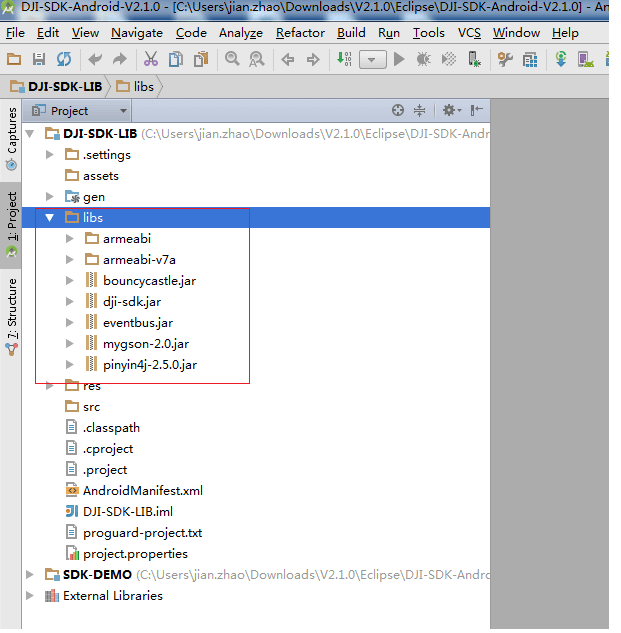 DJI-SDK-Android-V2.1.0 - [C:\Users\jian.zhao\Downloads\V2.1.0\Eclipse\DJI-SDK-Android-V2.1.0] - An
File Edit View Navigate Code Analyze Refactor Build Run Tools VCS Window Help
DJI-SDK-LIB libs
Captures
1: Project
7: Structure
Project
DJI-SDK-LIB (C:\Users\jian.zhao\Downloads\V2.1.0\Eclipse\DJI-SDK-Andr
.settings
assets
gen
libs
armeabi
armeabi-v7a
bouncycastle.jar
dji-sdk.jar
eventbus.jar
mygson-2.0.jar
pinyin4j-2.5.0.jar
res
src
.classpath
.cproject
.project
AndroidManifest.xml
DJI-SDK-LIB.iml
proguard-project.txt
project.properties
SDK-DEMO (C:\Users\jian.zhao\Downloads\V2.1.0\Eclipse\DJI-SDK-Andro
External Libraries